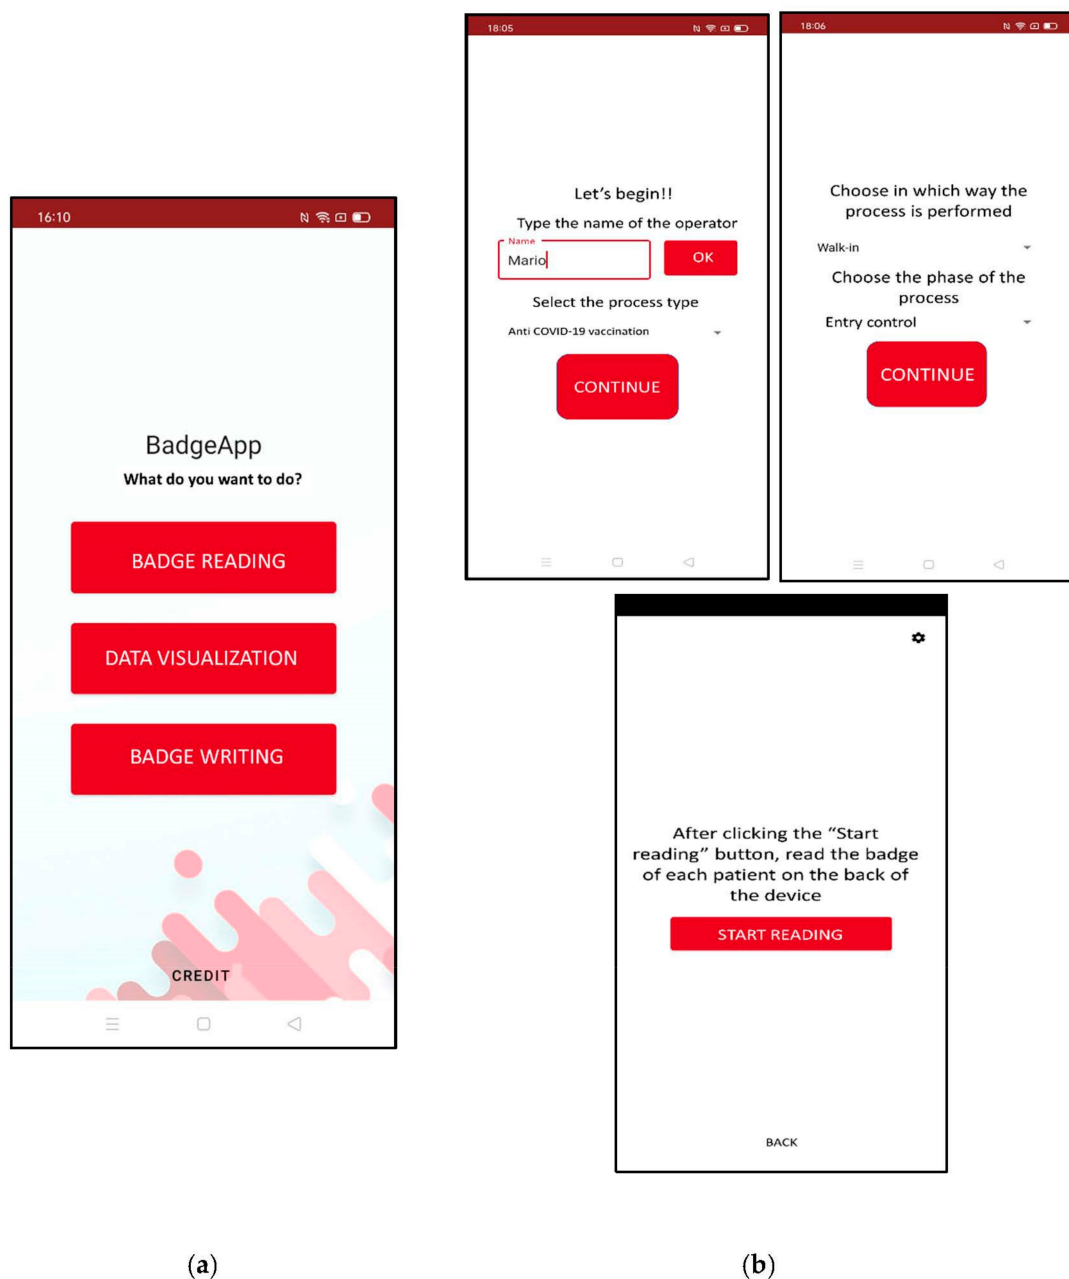 16:10
BadgeApp
What do you want to do?
BADGE READING
DATA VISUALIZATION
BADGE WRITING
CREDIT
18:05
Let's begin!!
Type the name of the operator
Name
Mario
OK
Select the process type
Anti COVID-19 vaccination
CONTINUE
18:06
Choose in which way the
process is performed
Walk-in
Choose the phase of the
process
Entry control
CONTINUE
After clicking the “Start
reading” button, read the badge
of each patient on the back of
the device
START READING
BACK
(a)
(b)